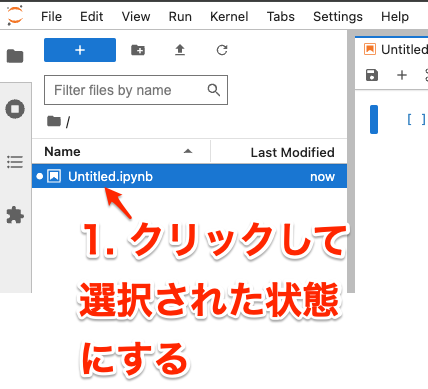 File Edit View Run Kernel Tabs Settings Help
+
Untitled
Filter files by name
/
Name Last Modified
Untitled.ipynb now
[ ]
1. クリックして
選択された状態
にする